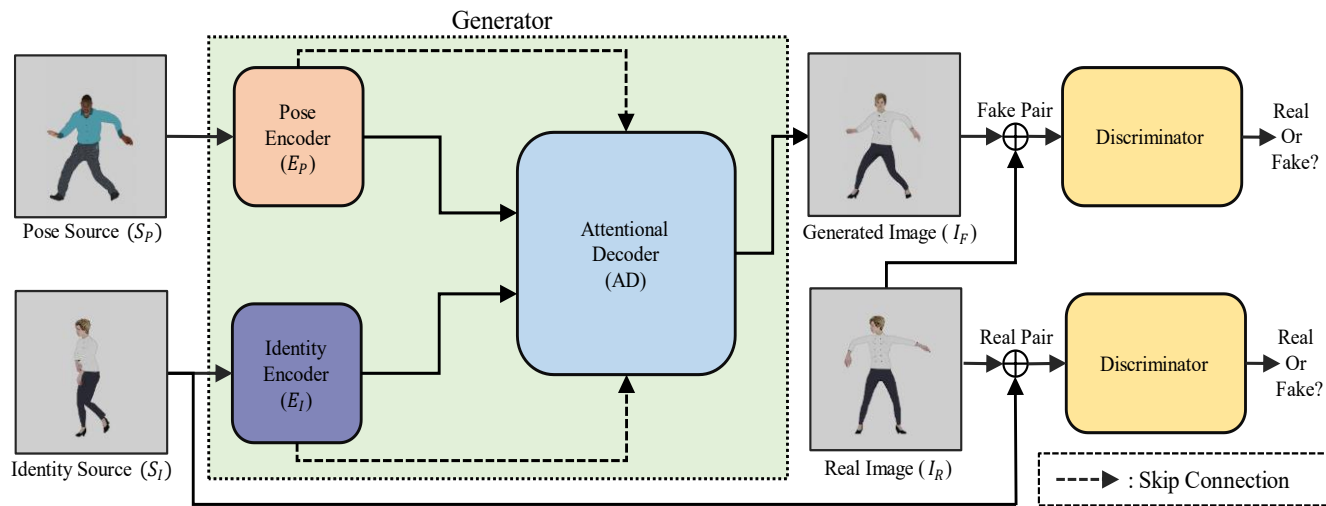 Generator
Pose
Encoder
(E_P)
Pose Source (S_P)
Identity
Encoder
(E_I)
Identity Source (S_I)
Attentional
Decoder
(AD)
Generated Image ( I_F)
Fake Pair
Discriminator
Real
Or
Fake?
Real Image (I_R)
Real Pair
Discriminator
Real
Or
Fake?
: Skip Connection